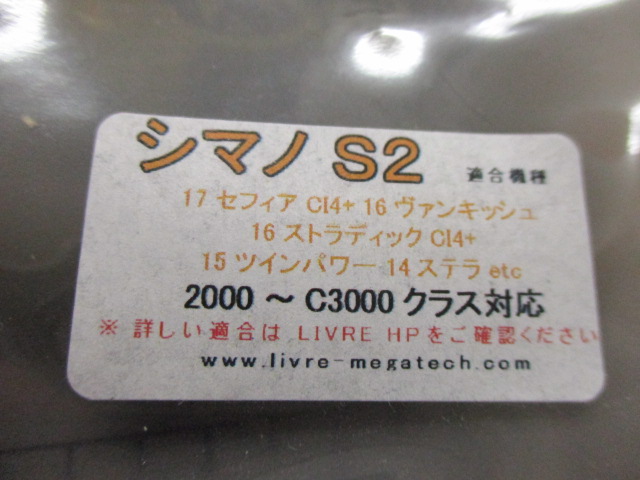 シマノ S2 適合機種
17 セフィア CI4+ 16 ヴァンキッシュ
16 ストラディック CI4+
15 ツインパワー 14 ステラ etc
2000 ～ C3000 クラス対応
※ 詳しい適合は LIVRE HPをご確認ください
www.livre-megatech.com